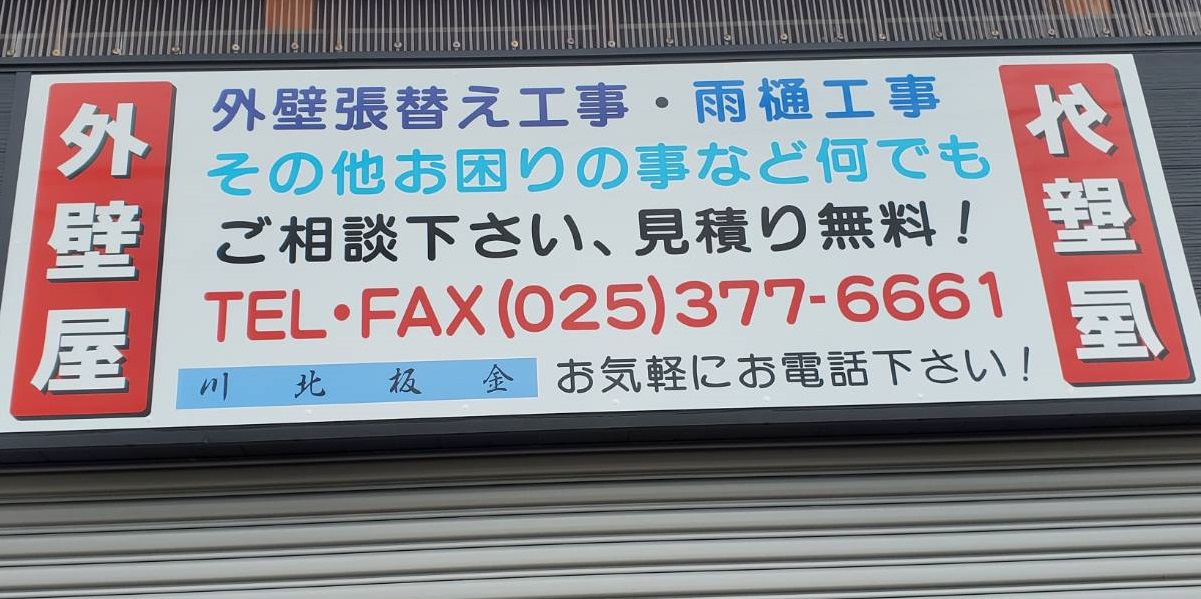 外壁屋
外壁張替え工事・雨樋工事
その他お困りの事など何でも
ご相談下さい、見積り無料！
TEL・FAX(025)377-6661
川北板金 お気軽にお電話下さい！
外壁屋